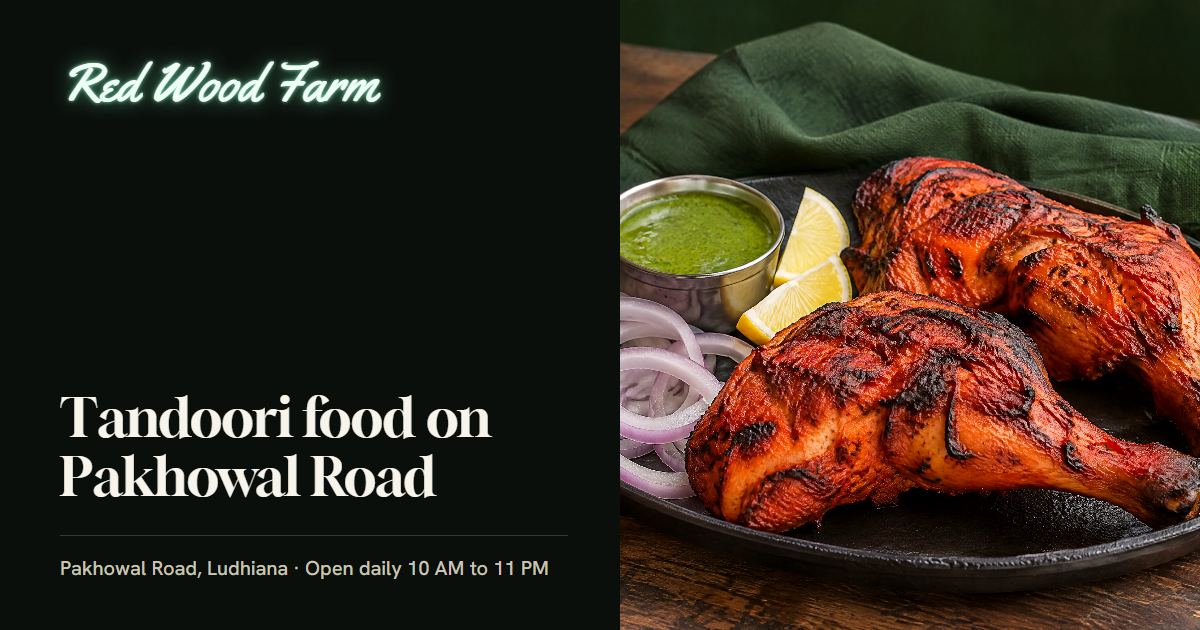 Red Wood Farm
Tandoori food on
Pakhowal Road
Pakhowal Road, Ludhiana · Open daily 10 AM to 11 PM